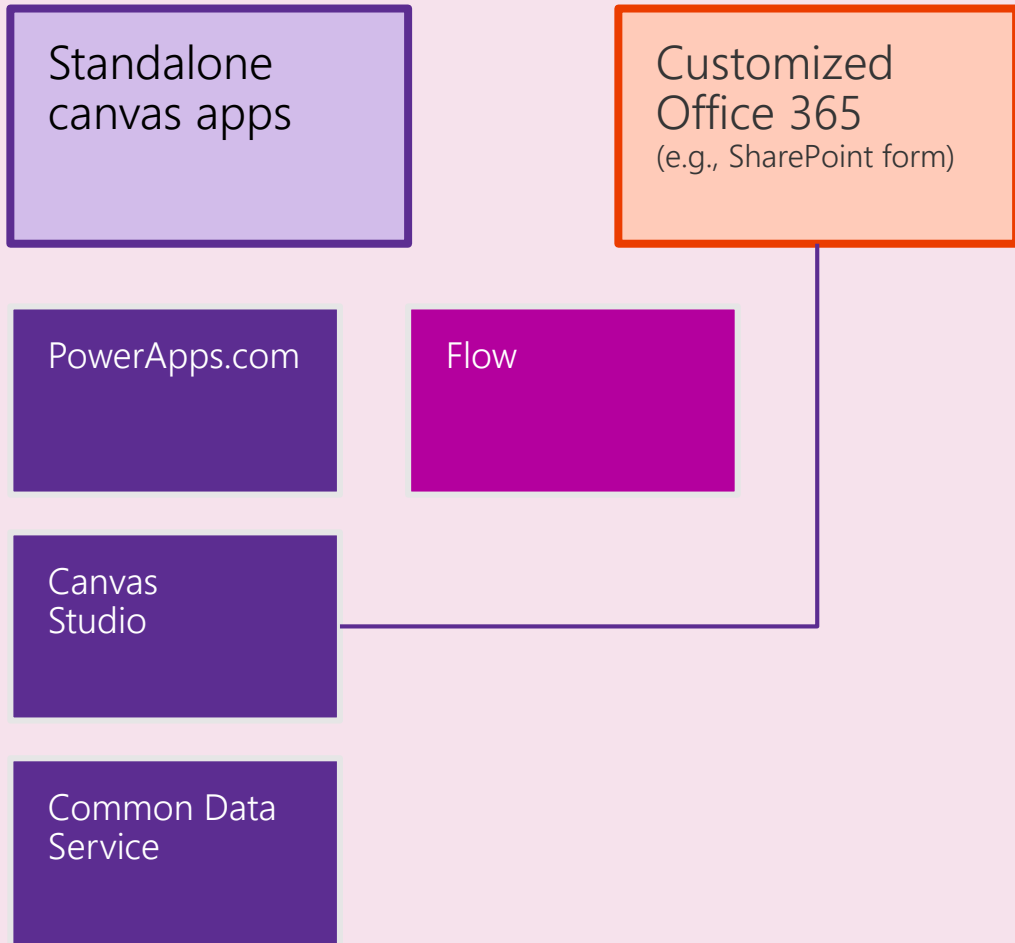 Standalone
canvas apps
Customized
Office 365
(e.g., SharePoint form)
PowerApps.com
Flow
Canvas
Studio
Common Data
Service